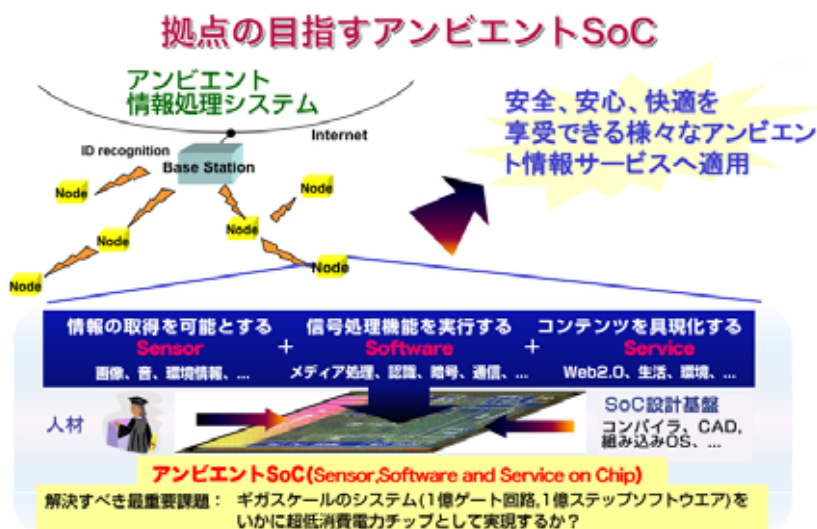 拠点の目指すアンビエントSoC
アンビエント
情報処理システム
Internet
ID recognition
Base Station
Node
Node
Node
Node
Node
Node
安全、安心、快適を
享受できる様々なアンビエン
ト情報サービスへ適用
情報の取得を可能とする
Sensor
画像、音、環境情報、...
+
信号処理機能を実行する
Software
メディア処理、認識、暗号、通信、...
+
コンテンツを具現化する
Service
Web2.0、生活、環境、...
人材
SoC設計基盤
コンパイラ、CAD,
組み込みOS、...
アンビエントSoC(Sensor,Software and Service on Chip)
解決すべき最重要課題： ギガスケールのシステム(1億ゲート回路,1億ステップソフトウエア)を
いかに超低消費電力チップとして実現するか？